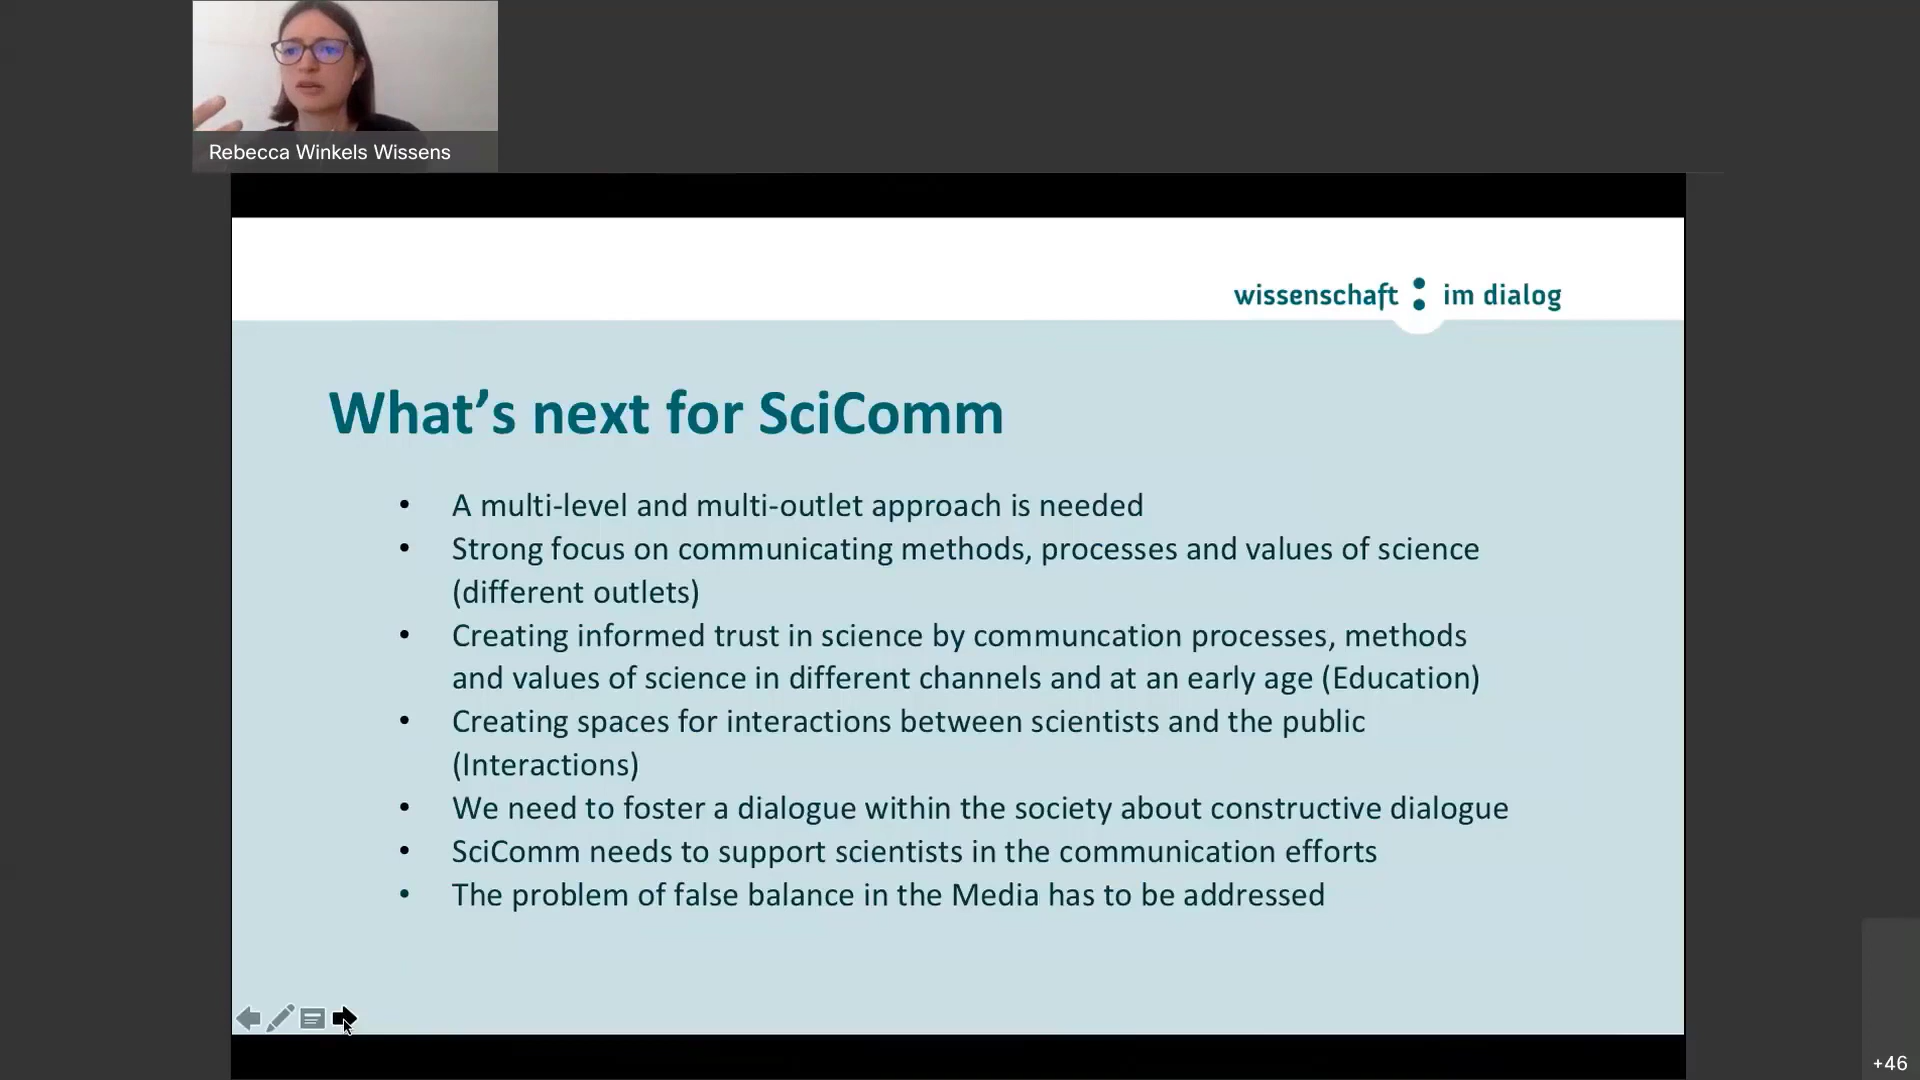 Rebecca Winkels Wissens
wissenschaft : im dialog
What’s next for SciComm
• A multi-level and multi-outlet approach is needed
• Strong focus on communicating methods, processes and values of science
(different outlets)
• Creating informed trust in science by communcation processes, methods
and values of science in different channels and at an early age (Education)
• Creating spaces for interactions between scientists and the public
(Interactions)
• We need to foster a dialogue within the society about constructive dialogue
• SciComm needs to support scientists in the communication efforts
• The problem of false balance in the Media has to be addressed
+46